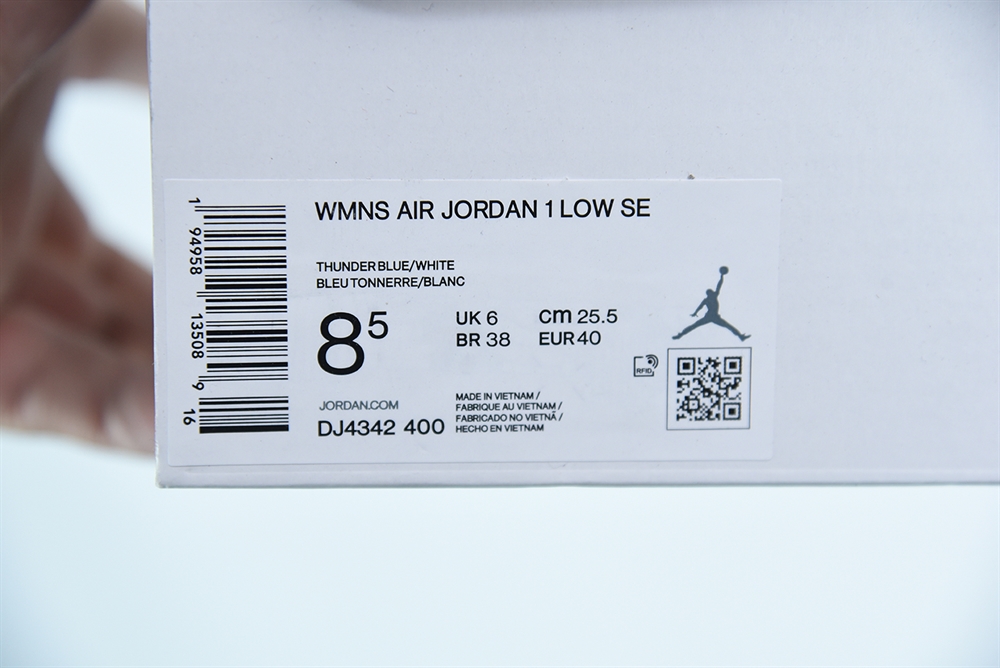 WMNS AIR JORDAN 1 LOW SE
THUNDER BLUE/WHITE
BLEU TONNERRE/BLANC
8 5
UK 6
cm 25.5
BR 38
EUR 40
RFID
JORDAN.COM
DJ4342 400
MADE IN VIETNAM /
FABRIQUE AU VIETNAM /
FABRICADO NO VIETNÃ /
HECHO EN VIETNAM
1 94958 13508 9 16